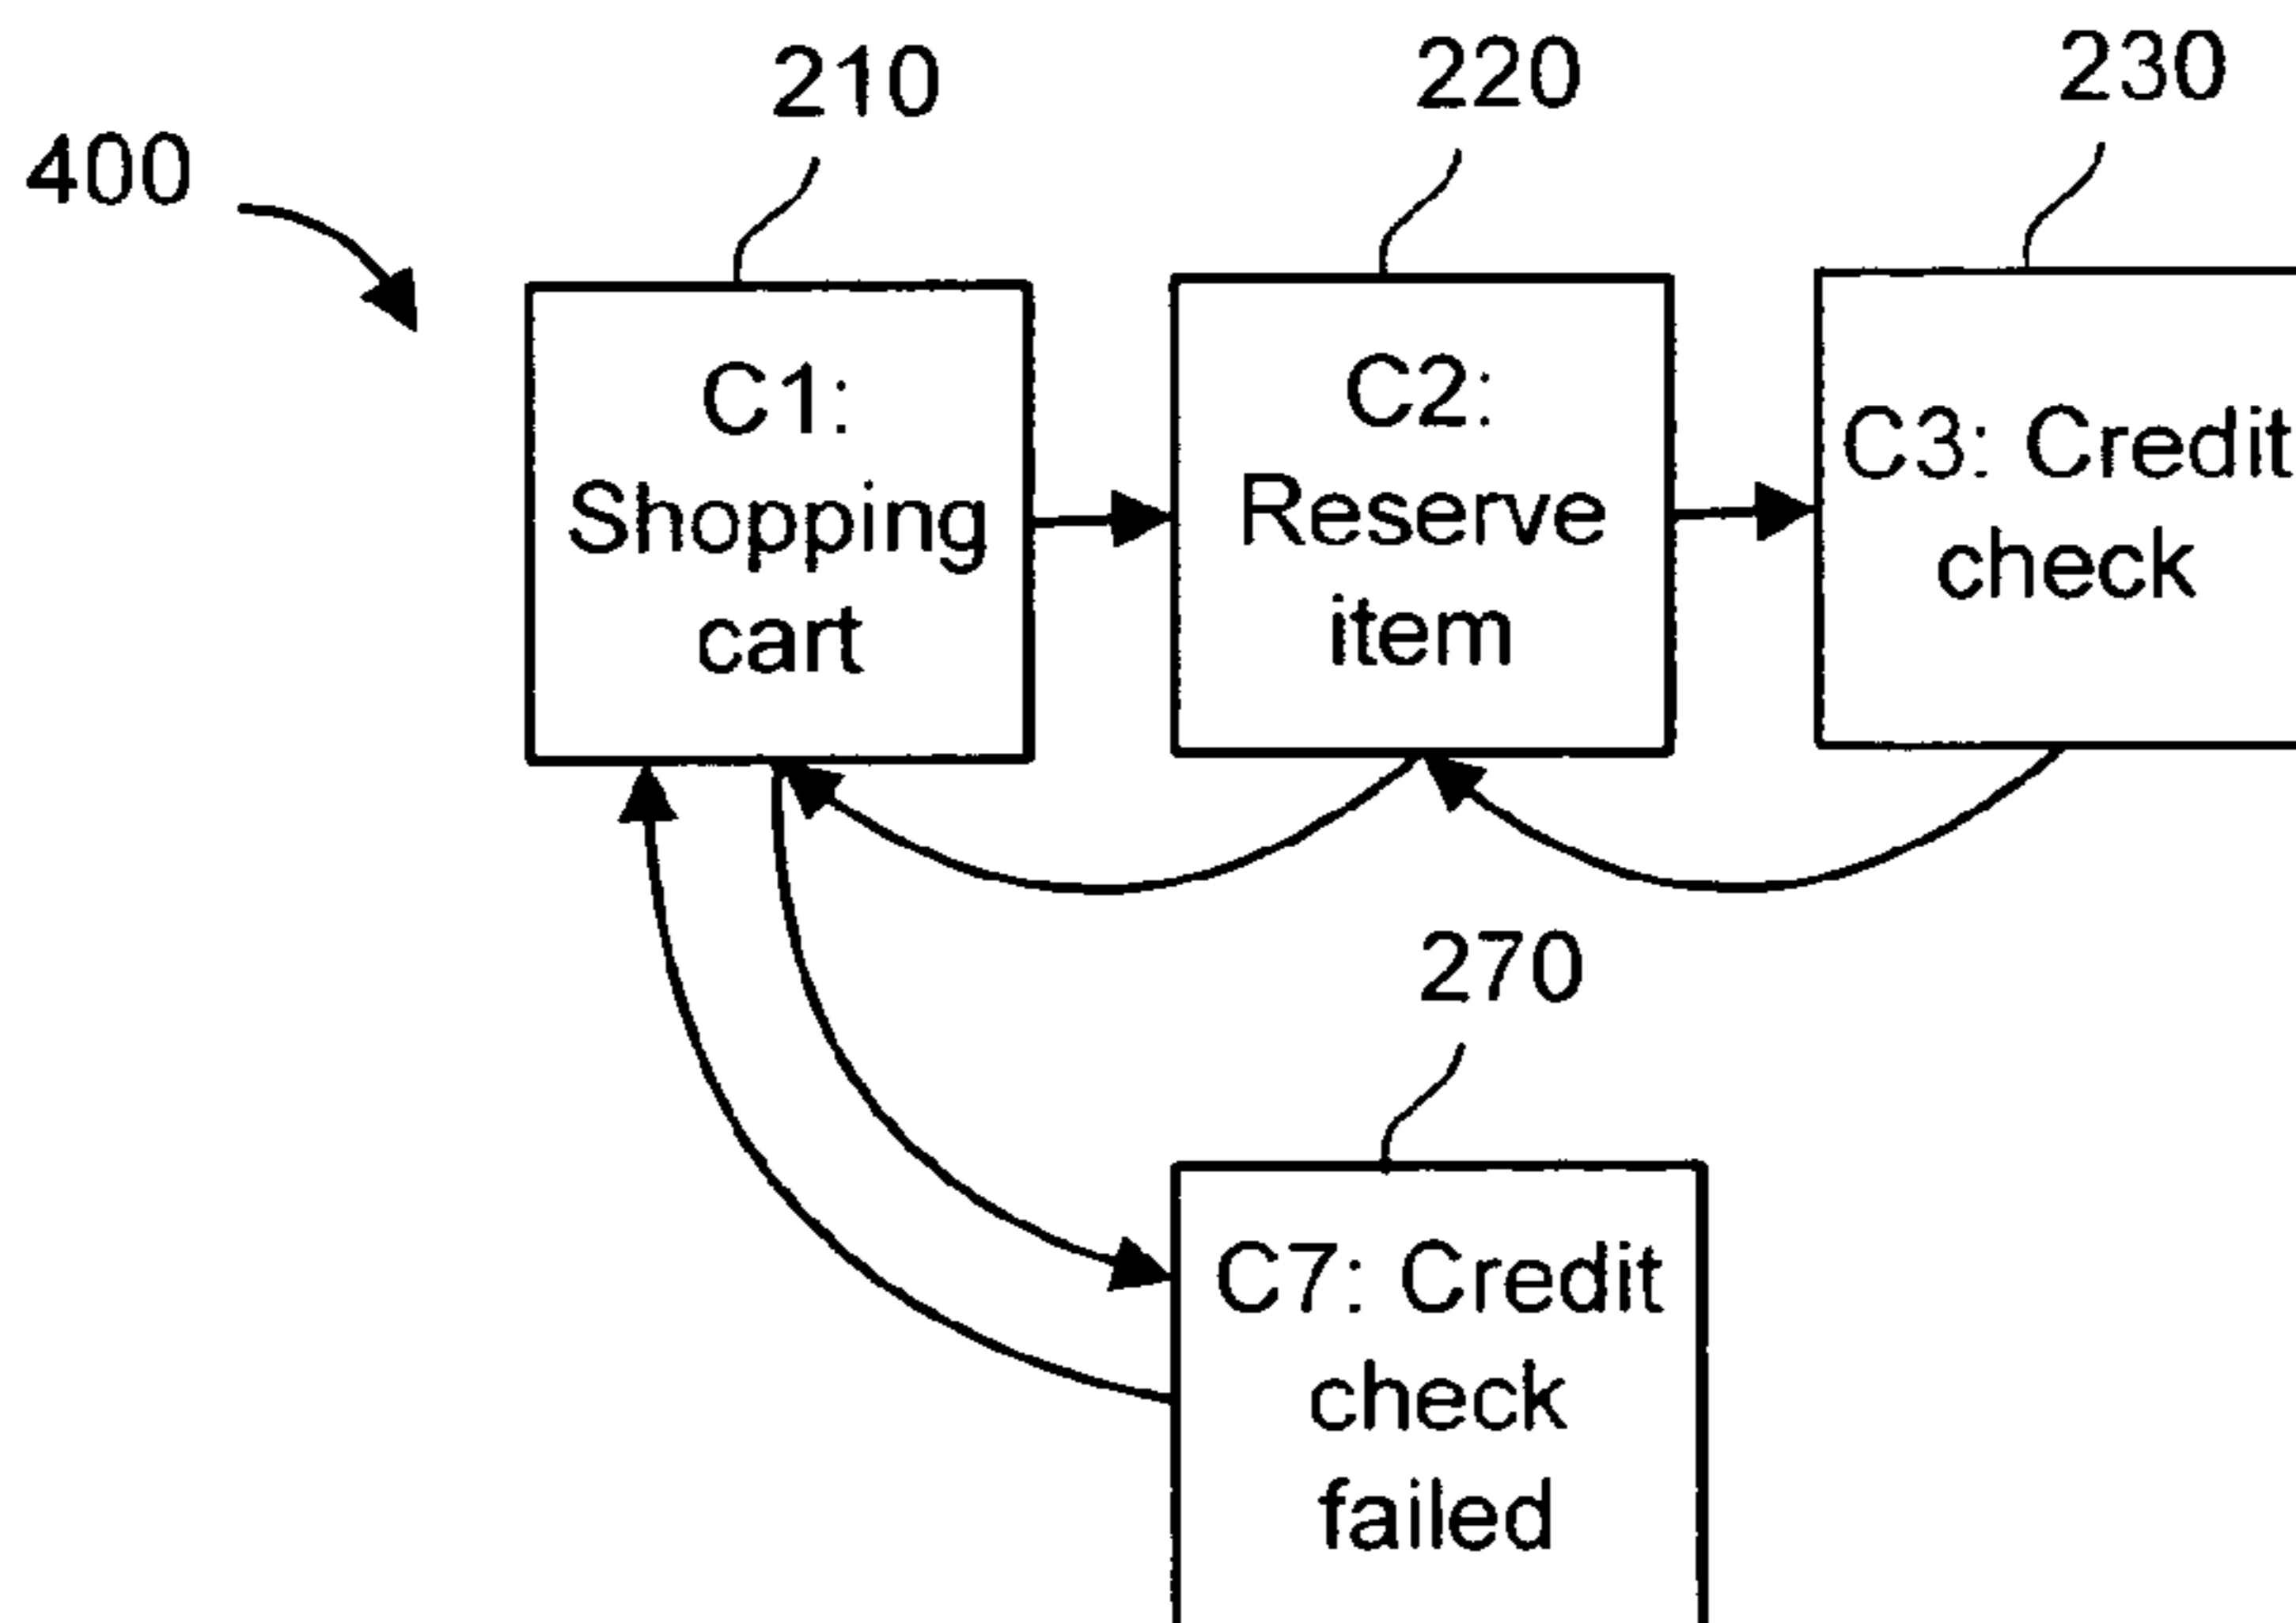 400
210
220
230
C1:
Shopping
cart
C2:
Reserve
item
C3: Credit
check
270
C7: Credit
check
failed